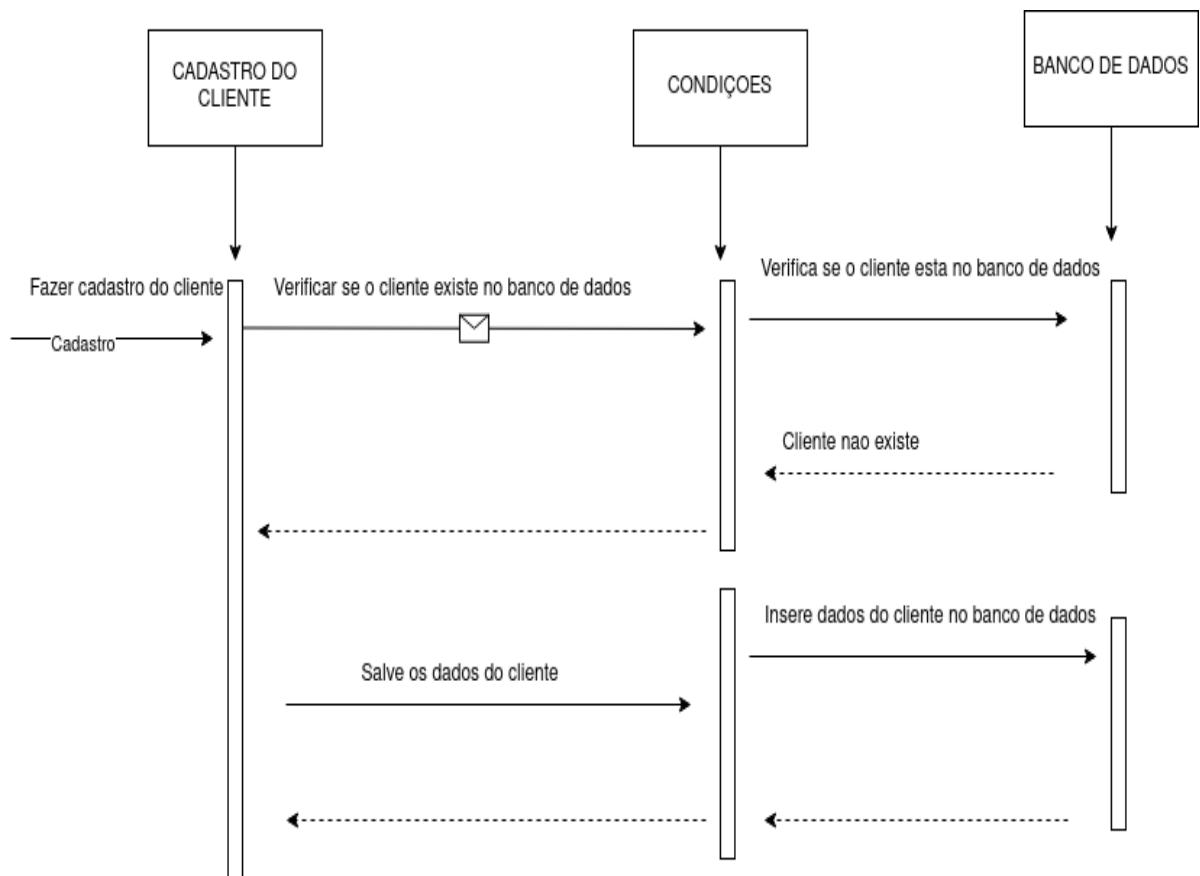 CADASTRO DO
CLIENTE
CONDIÇOES
BANCO DE DADOS
Fazer cadastro do cliente
Cadastro
Verificar se o cliente existe no banco de dados
Verifica se o cliente esta no banco de dados
Cliente nao existe
Insere dados do cliente no banco de dados
Salve os dados do cliente